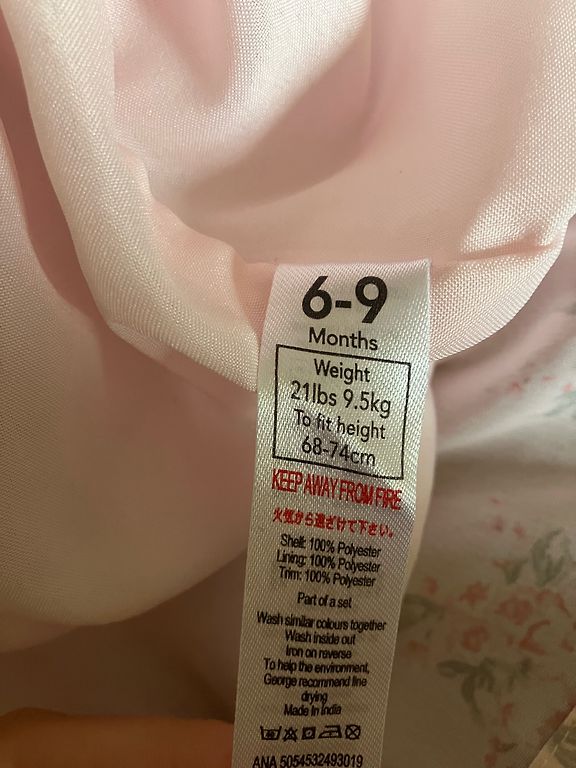 6-9
Months
Weight
21lbs 9.5kg
To fit height
68-74cm
KEEP AWAY FROM FIRE
火気から遠ざけて下さい。
Shell: 100% Polyester
Lining: 100% Polyester
Trim: 100% Polyester
Part of a set
Wash similar colours together
Wash inside out
Iron on reverse
To help the environment,
George recommend line
drying
Made In India
ANA 5054532493019